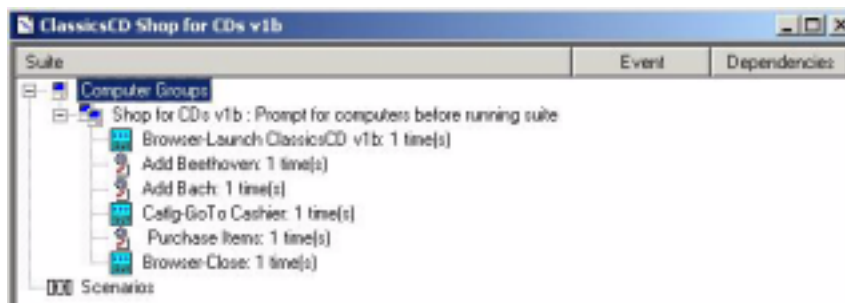 ClassicsCD Shop for CDs v1b
Suite Event Dependencies
Computer Groups
Shop for CDs v1b : Prompt for computers before running suite
Browser-Launch ClassicsCD v1b: 1 time(s)
Add Beethoven: 1 time(s)
Add Bach: 1 time(s)
Catlg-GoTo Cashier: 1 time(s)
Purchase Items: 1 time(s)
Browser-Close: 1 time(s)
Scenarios